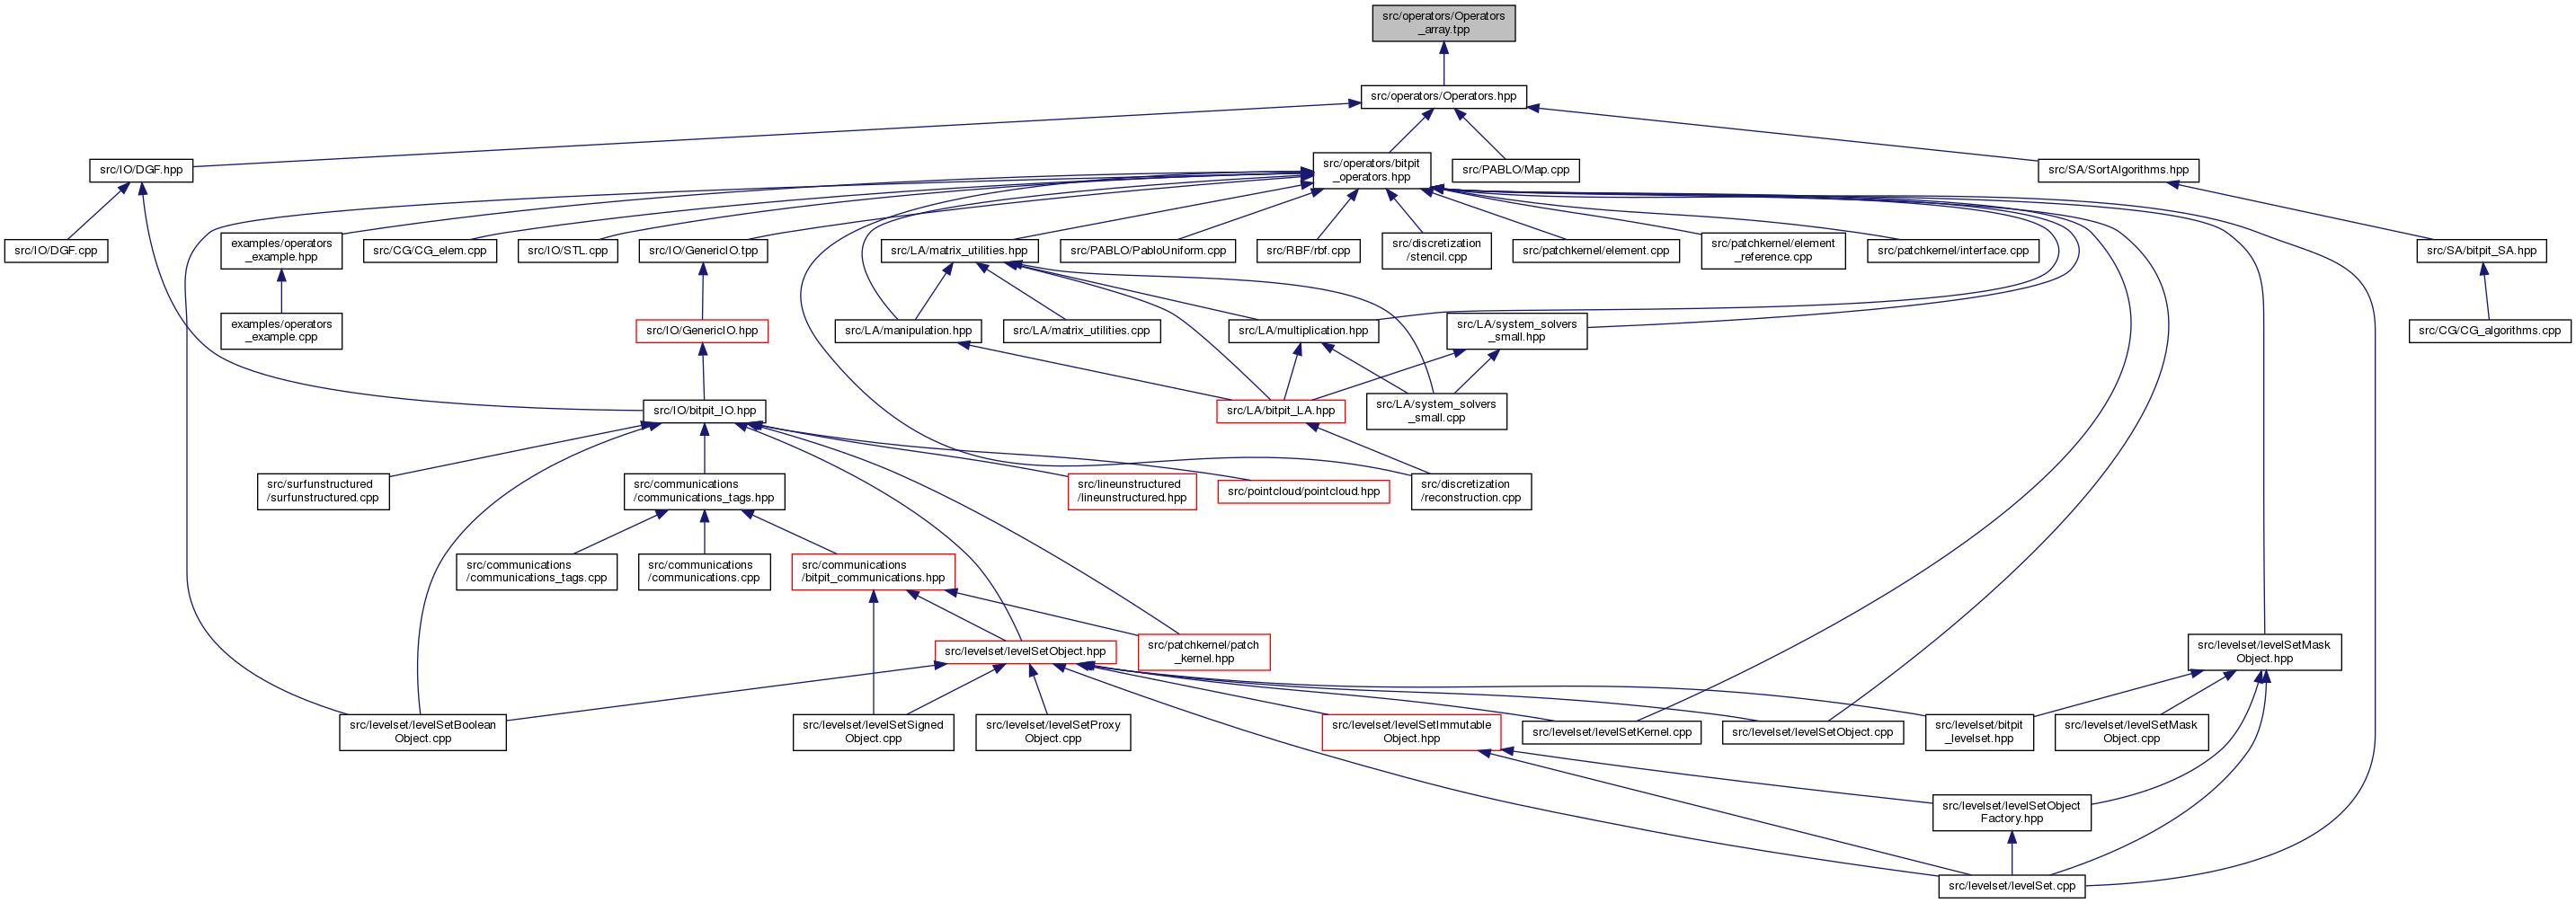 src/operators/Operators
_array.tpp
src/operators/Operators.hpp
src/IO/DGF.hpp
src/operators/bitpit
_operators.hpp
src/PABLO/Map.cpp
src/SA/SortAlgorithms.hpp
src/IO/DGF.cpp
examples/operators
_example.hpp
src/CG/CG_elem.cpp
src/IO/STL.cpp
src/IO/GenericIO.tpp
src/LA/matrix_utilities.hpp
src/PABLO/PabloUniform.cpp
src/RBF/rbf.cpp
src/discretization
/stencil.cpp
src/patchkernel/element.cpp
src/patchkernel/element
_reference.cpp
src/patchkernel/interface.cpp
src/SA/bitpit_SA.hpp
examples/operators
_example.cpp
src/IO/GenericIO.hpp
src/LA/manipulation.hpp
src/LA/matrix_utilities.cpp
src/LA/multiplication.hpp
src/LA/system_solvers
_small.hpp
src/CG/CG_algorithms.cpp
src/IO/bitpit_IO.hpp
src/LA/bitpit_LA.hpp
src/LA/system_solvers
_small.cpp
src/surfunstructured
/surfunstructured.cpp
src/communications
/communications_tags.hpp
src/lineunstructured
/lineunstructured.hpp
src/pointcloud/pointcloud.hpp
src/discretization
/reconstruction.cpp
src/communications
/communications_tags.cpp
src/communications
/communications.cpp
src/communications
/bitpit_communications.hpp
src/levelset/levelSetObject.hpp
src/patchkernel/patch
_kernel.hpp
src/levelset/levelSetMask
Object.hpp
src/levelset/levelSetBoolean
Object.cpp
src/levelset/levelSetSigned
Object.cpp
src/levelset/levelSetProxy
Object.cpp
src/levelset/levelSetImmutable
Object.hpp
src/levelset/levelSetKernel.cpp
src/levelset/levelSetObject.cpp
src/levelset/bitpit
_levelset.hpp
src/levelset/levelSetMask
Object.cpp
src/levelset/levelSetObject
Factory.hpp
src/levelset/levelSet.cpp